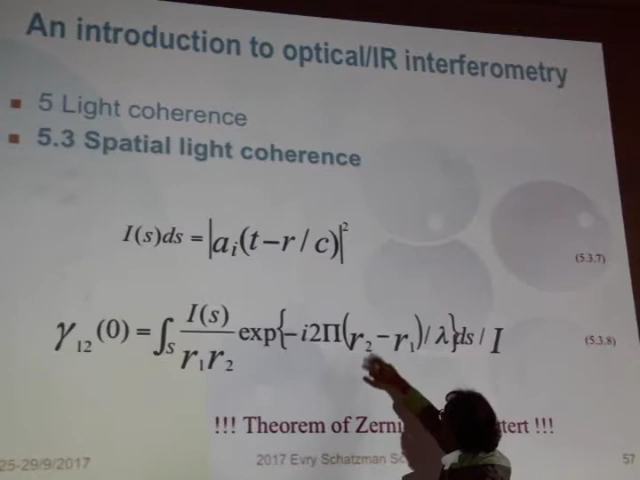 An introduction to optical/IR interferometry
5 Light coherence
5.3 Spatial light coherence
I(s)ds = |a_i(t−r/c)|² (5.3.7)
γ₁₂(0) = ∫_S I(s)/(r₁r₂) exp{−i2Π(r₂−r₁)/λ}ds / I (5.3.8)
!!! Theorem of Zerni tert !!!
25-29/9/2017 2017 Evry Schatzman 57